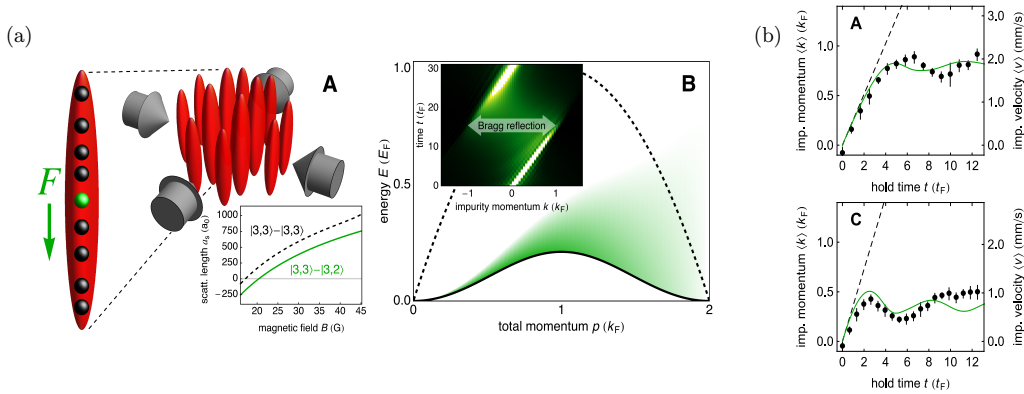 (a)
A
F
scatt. length aₛ (a₀)
1000
750
500
250
0
−250
|3,3⟩−|3,3⟩
|3,3⟩−|3,2⟩
20 25 30 35 40 45
magnetic field B (G)
B
energy E (E_F)
1.0
0.5
0.0
0 1 2
total momentum p (k_F)
time t (t_F)
30
20
10
0
Bragg reflection
−1 0 1
impurity momentum k (k_F)
(b)
A
imp. momentum ⟨k⟩ (k_F)
1.0
0.5
0.0
imp. velocity ⟨v⟩ (mm/s)
3.0
2.0
1.0
0.0
0 2 4 6 8 10 12
hold time t (t_F)
C
imp. momentum ⟨k⟩ (k_F)
1.0
0.5
0.0
imp. velocity ⟨v⟩ (mm/s)
2.0
1.0
0.0
0 2 4 6 8 10 12
hold time t (t_F)